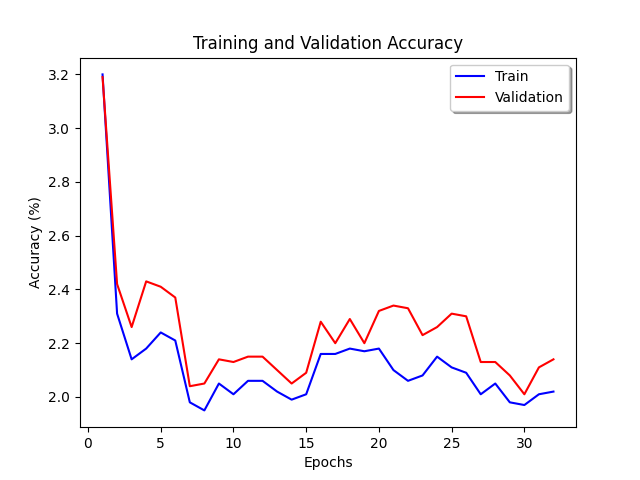 Training and Validation Accuracy
Train
Validation
3.2
3.0
2.8
2.6
2.4
2.2
2.0
Accuracy (%)
0 5 10 15 20 25 30
Epochs